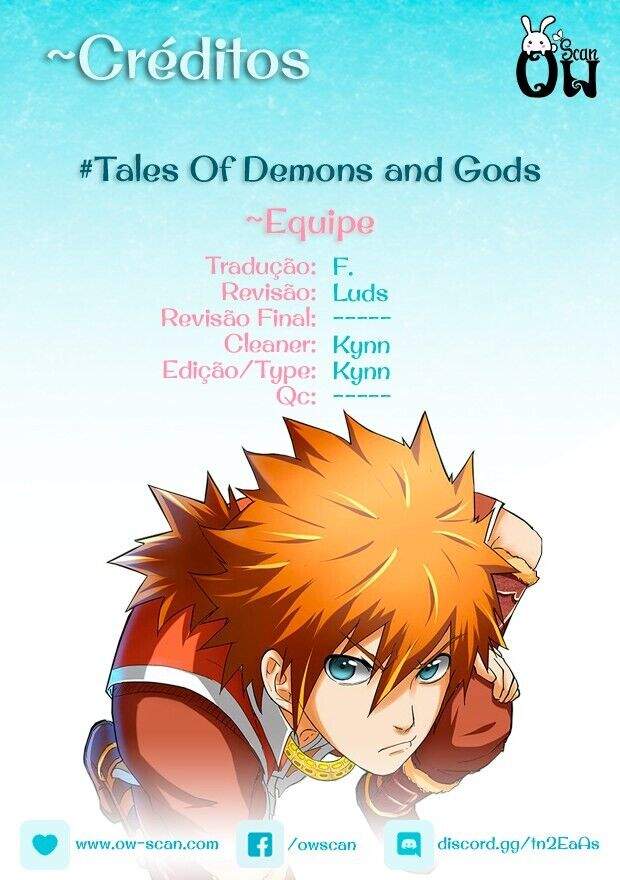 ~Créditos
Scan
Ow
#Tales Of Demons and Gods
~Equipe
Tradução: F.
Revisão: Luds
Revisão Final: -----
Cleaner: Kynn
Edição/Type: Kynn
Qc: -----
www.ow-scan.com
/owscan
discord.gg/tn2EaAs